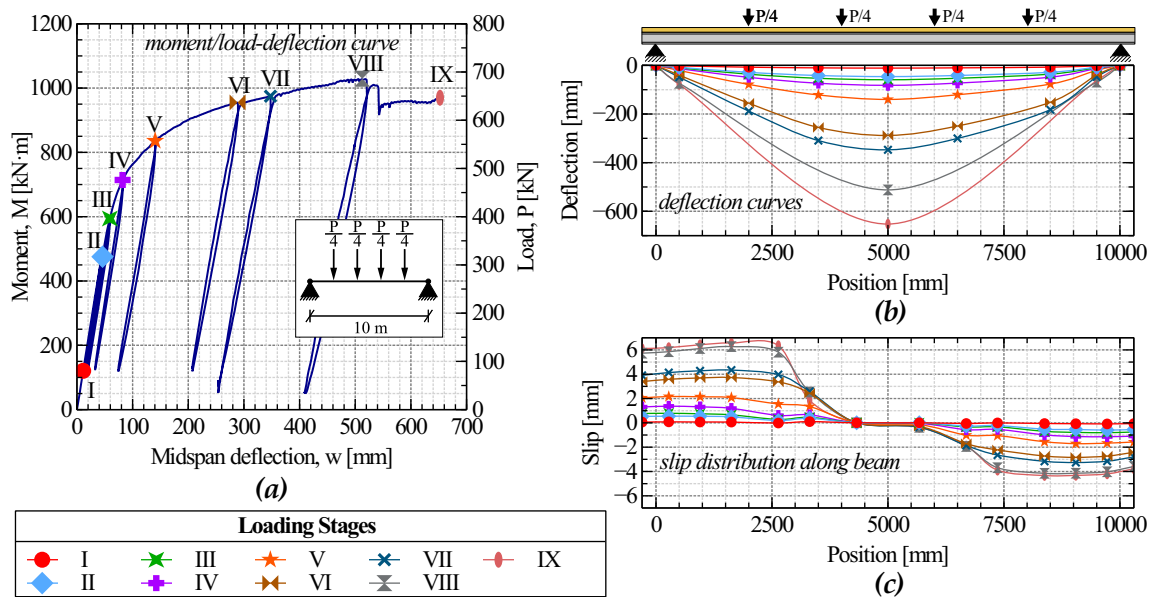 moment/load-deflection curve
Moment, M [kN·m]
1200
1000
800
600
400
200
0
Load, P [kN]
800
700
600
500
400
300
200
100
0
I
II
III
IV
V
VI
VII
VIII
IX
P/4 P/4 P/4 P/4
10 m
0 100 200 300 400 500 600 700
Midspan deflection, w [mm]
(a)
P/4 P/4 P/4 P/4
Deflection [mm]
0
−200
−400
−600
deflection curves
0 2500 5000 7500 10000
Position [mm]
(b)
Slip [mm]
6
4
2
0
−2
−4
−6
slip distribution along beam
0 2500 5000 7500 10000
Position [mm]
(c)
Loading Stages
I III V VII IX
II IV VI VIII